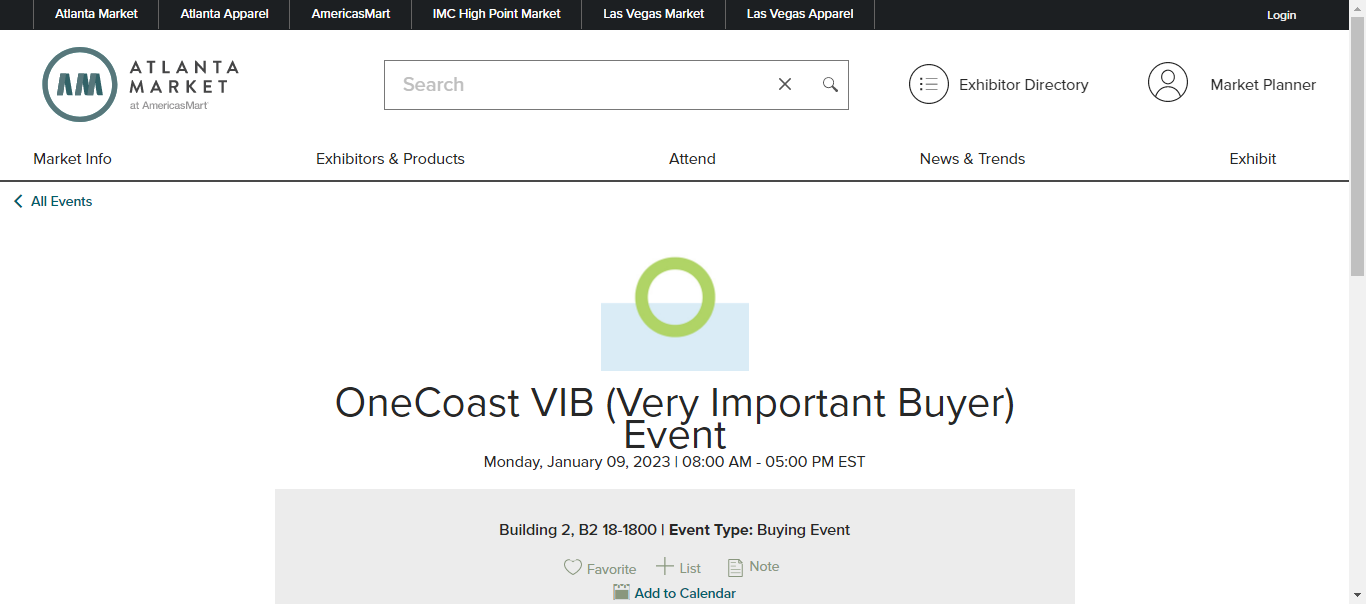 Atlanta Market
Atlanta Apparel
AmericasMart
IMC High Point Market
Las Vegas Market
Las Vegas Apparel
Login
AM
ATLANTA
MARKET
at AmericasMart
Search
Exhibitor Directory
Market Planner
Market Info
Exhibitors & Products
Attend
News & Trends
Exhibit
All Events
OneCoast VIB (Very Important Buyer)
Event
Monday, January 09, 2023 | 08:00 AM - 05:00 PM EST
Building 2, B2 18-1800 | Event Type: Buying Event
Favorite
List
Note
Add to Calendar